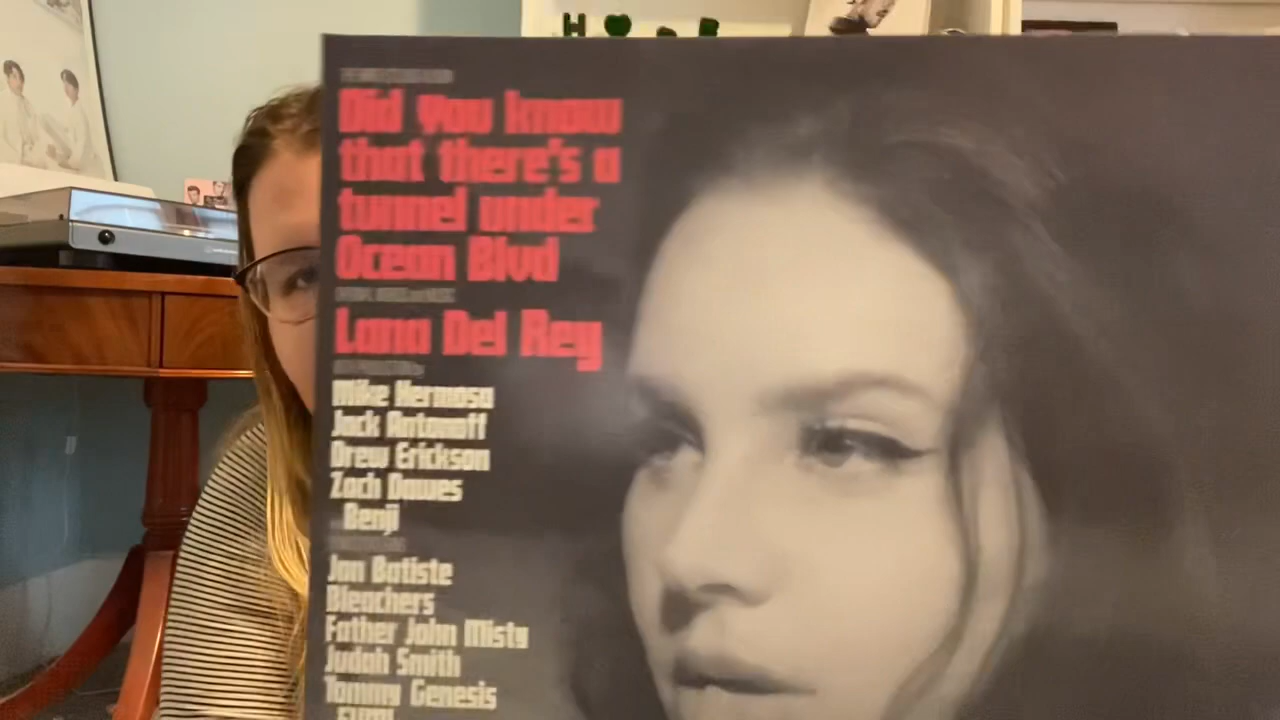 Did you know
that there's a
tunnel under
Ocean Blvd
Lana Del Rey
Mike Hermosa
Jack Antonoff
Drew Erickson
Zach Dawes
Benji
Jon Batiste
Bleachers
Father John Misty
Judah Smith
Tommy Genesis